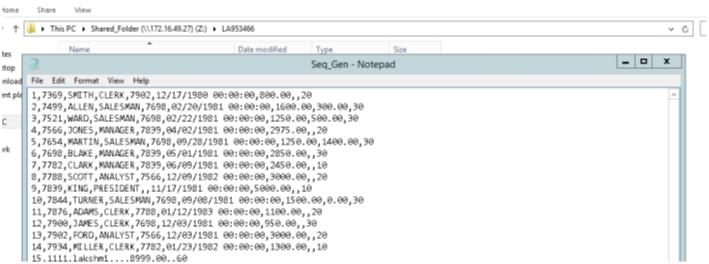 Home Share View
This PC Shared_Folder (\\172.16.49.27) (Z:) LA953466
Name Date modified Type Size
Seq_Gen - Notepad
File Edit Format View Help
1,7369,SMITH,CLERK,7902,12/17/1980 00:00:00,800.00,,20
2,7499,ALLEN,SALESMAN,7698,02/20/1981 00:00:00,1600.00,300.00,30
3,7521,WARD,SALESMAN,7698,02/22/1981 00:00:00,1250.00,500.00,30
4,7566,JONES,MANAGER,7839,04/02/1981 00:00:00,2975.00,,20
5,7654,MARTIN,SALESMAN,7698,09/28/1981 00:00:00,1250.00,1400.00,30
6,7698,BLAKE,MANAGER,7839,05/01/1981 00:00:00,2850.00,,30
7,7782,CLARK,MANAGER,7839,06/09/1981 00:00:00,2450.00,,10
8,7788,SCOTT,ANALYST,7566,12/09/1982 00:00:00,3000.00,,20
9,7839,KING,PRESIDENT,,11/17/1981 00:00:00,5000.00,,10
10,7844,TURNER,SALESMAN,7698,09/08/1981 00:00:00,1500.00,0.00,30
11,7876,ADAMS,CLERK,7788,01/12/1983 00:00:00,1100.00,,20
12,7900,JAMES,CLERK,7698,12/03/1981 00:00:00,950.00,,30
13,7902,FORD,ANALYST,7566,12/03/1981 00:00:00,3000.00,,20
14,7934,MILLER,CLERK,7782,01/23/1982 00:00:00,1300.00,,10
15,1111,lakshmi,,,,8999.00,,60